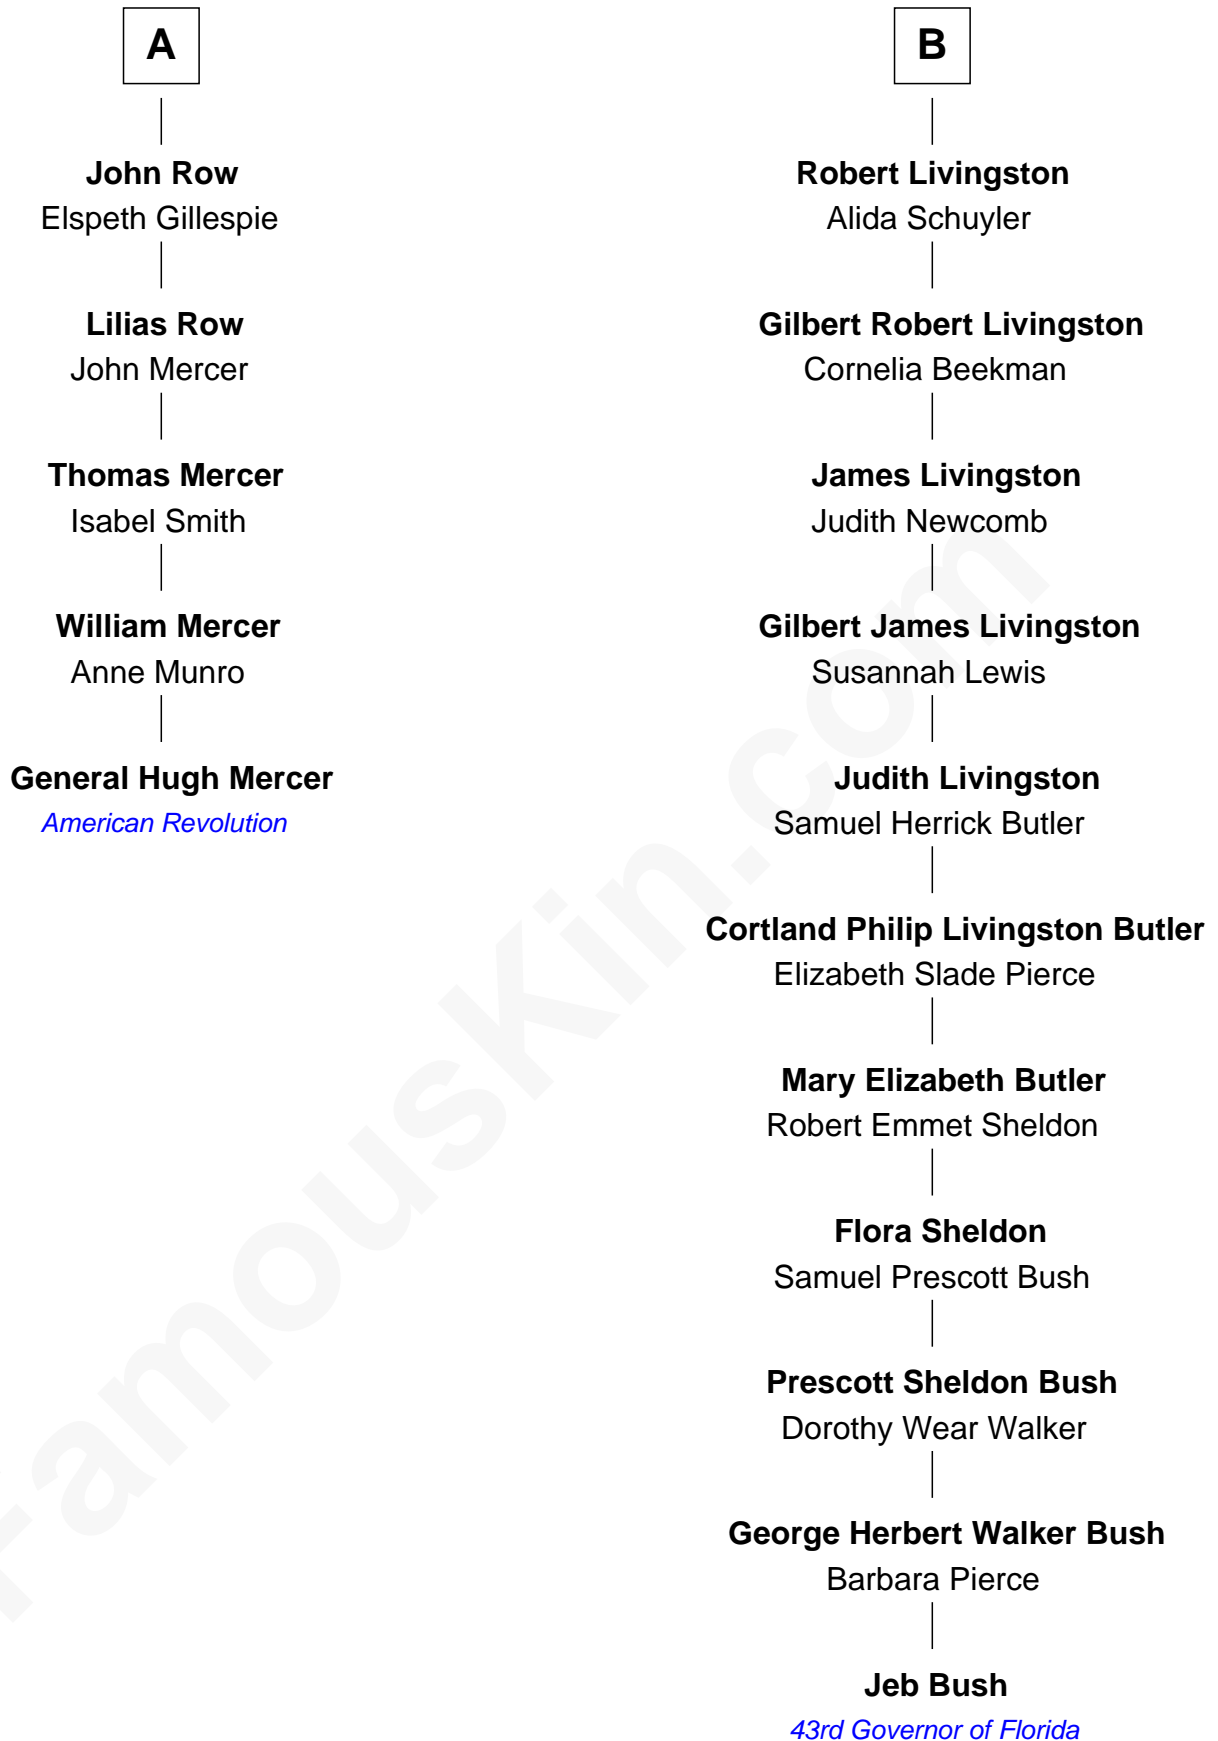 A
John Row
Elspeth Gillespie
Lilias Row
John Mercer
Thomas Mercer
Isabel Smith
William Mercer
Anne Munro
General Hugh Mercer
American Revolution
B
Robert Livingston
Alida Schuyler
Gilbert Robert Livingston
Cornelia Beekman
James Livingston
Judith Newcomb
Gilbert James Livingston
Susannah Lewis
Judith Livingston
Samuel Herrick Butler
Cortland Philip Livingston Butler
Elizabeth Slade Pierce
Mary Elizabeth Butler
Robert Emmet Sheldon
Flora Sheldon
Samuel Prescott Bush
Prescott Sheldon Bush
Dorothy Wear Walker
George Herbert Walker Bush
Barbara Pierce
Jeb Bush
43rd Governor of Florida
FamousKin.com